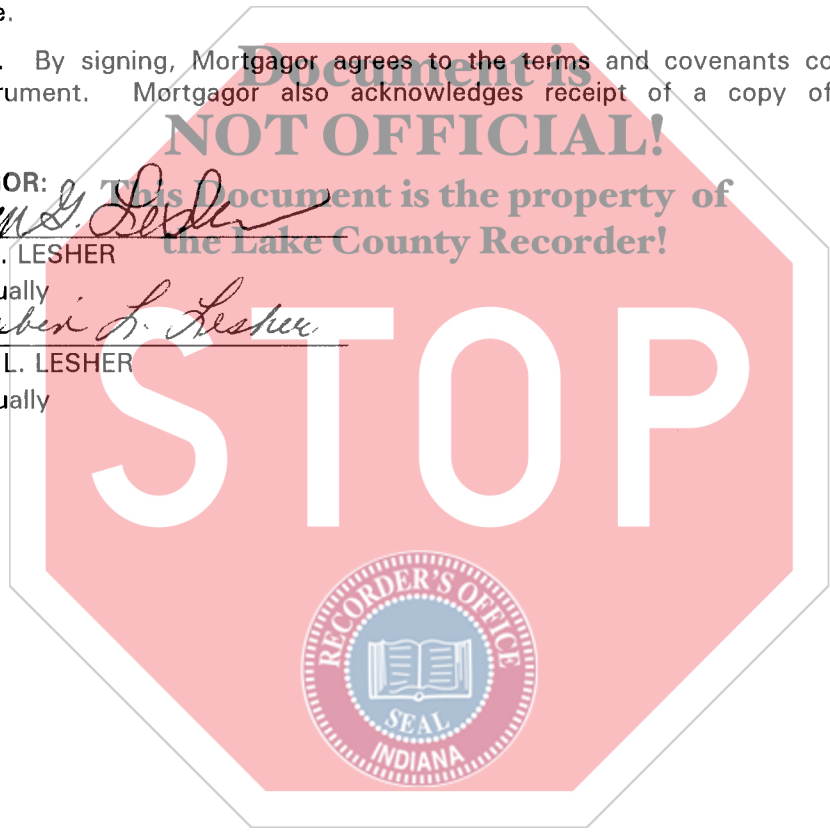 e.
. By signing, Mortgagor agrees to the terms and covenants co
rument. Mortgagor also acknowledges receipt of a copy of
Document is
NOT OFFICIAL!
This Document is the property of
the Lake County Recorder!
OR:
G. Lesher
. LESHER
ually
L. Lesher
L. LESHER
ually
STOP
RECORDER'S OFFICE
SEAL
INDIANA